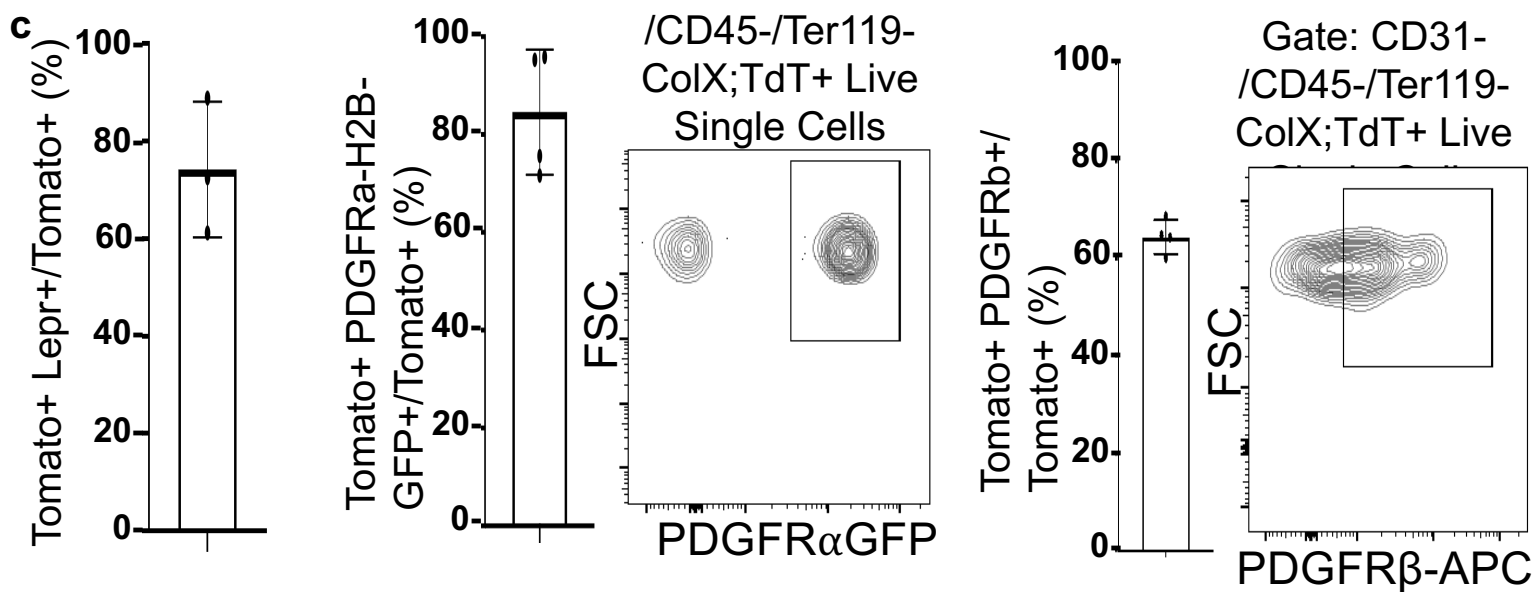 c
Tomato+ Lepr+/Tomato+ (%)
100
80
60
40
20
0
Tomato+ PDGFRa-H2B-
GFP+/Tomato+ (%)
100
80
60
40
20
0
/CD45-/Ter119-
ColX;TdT+ Live
Single Cells
FSC
PDGFRαGFP
Tomato+ PDGFRb+/
Tomato+ (%)
100
80
60
40
20
0
Gate: CD31-
/CD45-/Ter119-
ColX;TdT+ Live
FSC
PDGFRβ-APC